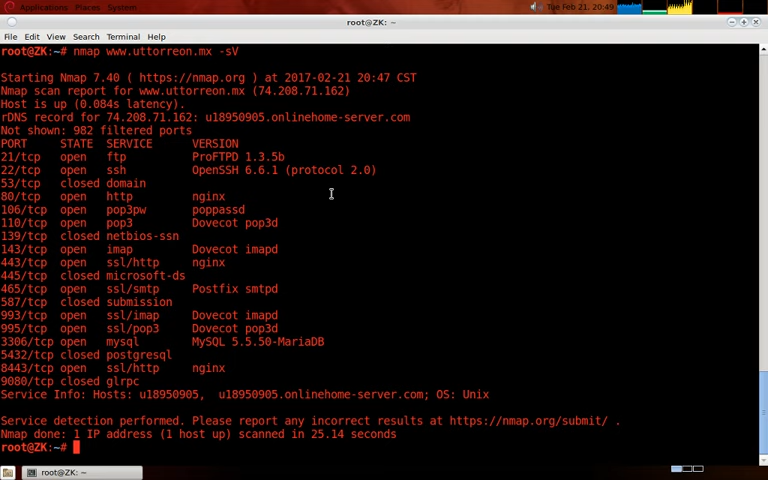 Applications Places System Tue Feb 21, 20:49
root@ZK: ~
File Edit View Search Terminal Help
root@ZK:~# nmap www.uttorreon.mx -sV
Starting Nmap 7.40 ( https://nmap.org ) at 2017-02-21 20:47 CST
Nmap scan report for www.uttorreon.mx (74.208.71.162)
Host is up (0.084s latency).
rDNS record for 74.208.71.162: u18950905.onlinehome-server.com
Not shown: 982 filtered ports
PORT STATE SERVICE VERSION
21/tcp open ftp ProFTPD 1.3.5b
22/tcp open ssh OpenSSH 6.6.1 (protocol 2.0)
53/tcp closed domain
80/tcp open http nginx
106/tcp open pop3pw poppassd
110/tcp open pop3 Dovecot pop3d
139/tcp closed netbios-ssn
143/tcp open imap Dovecot imapd
443/tcp open ssl/http nginx
445/tcp closed microsoft-ds
465/tcp open ssl/smtp Postfix smtpd
587/tcp closed submission
993/tcp open ssl/imap Dovecot imapd
995/tcp open ssl/pop3 Dovecot pop3d
3306/tcp open mysql MySQL 5.5.50-MariaDB
5432/tcp closed postgresql
8443/tcp open ssl/http nginx
9080/tcp closed glrpc
Service Info: Hosts: u18950905, u18950905.onlinehome-server.com; OS: Unix
Service detection performed. Please report any incorrect results at https://nmap.org/submit/ .
Nmap done: 1 IP address (1 host up) scanned in 25.14 seconds
root@ZK:~#
root@ZK: ~